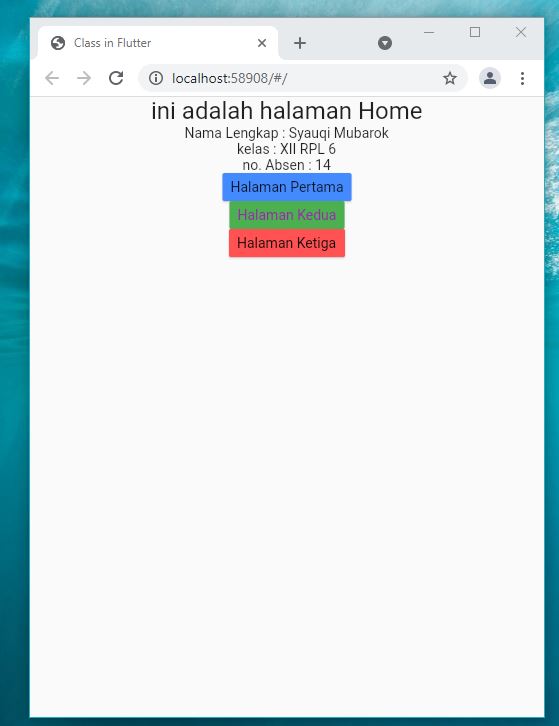 Class in Flutter
localhost:58908/#/
ini adalah halaman Home
Nama Lengkap : Syauqi Mubarok
kelas : XII RPL 6
no. Absen : 14
Halaman Pertama
Halaman Kedua
Halaman Ketiga